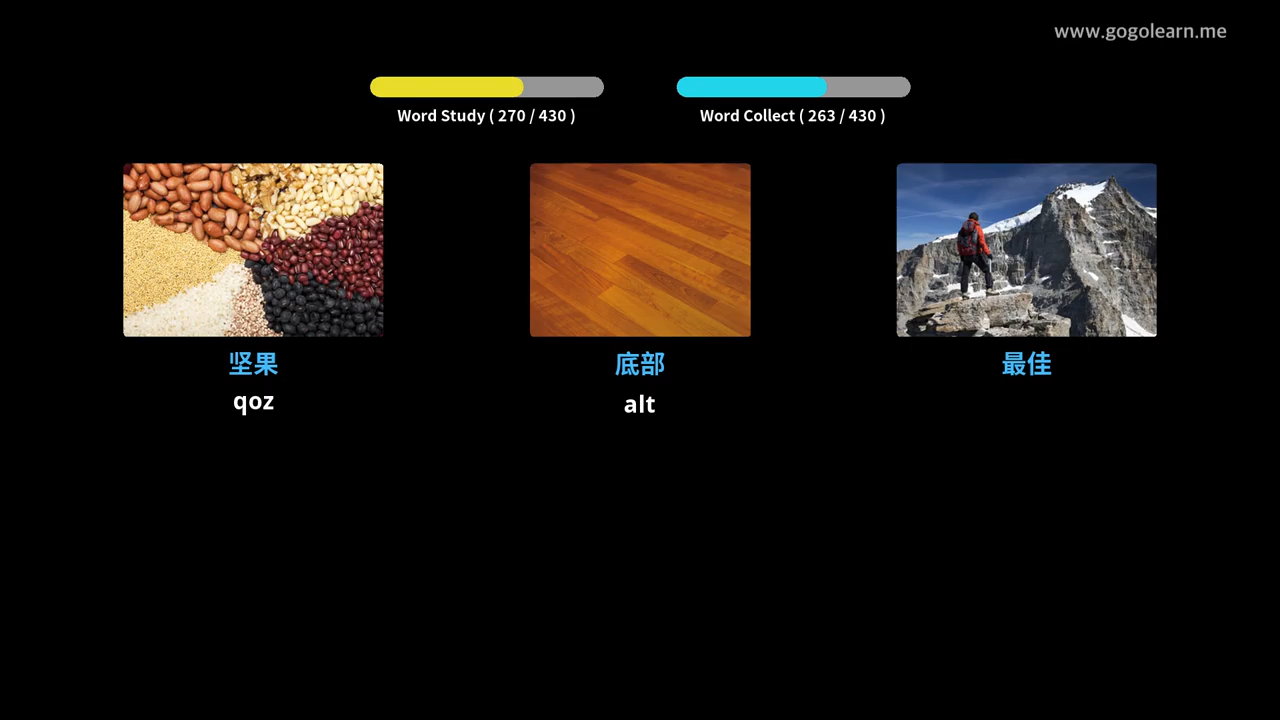 www.gogolearn.me
Word Study ( 270 / 430 )
Word Collect ( 263 / 430 )
坚果
底部
最佳
qoz
alt